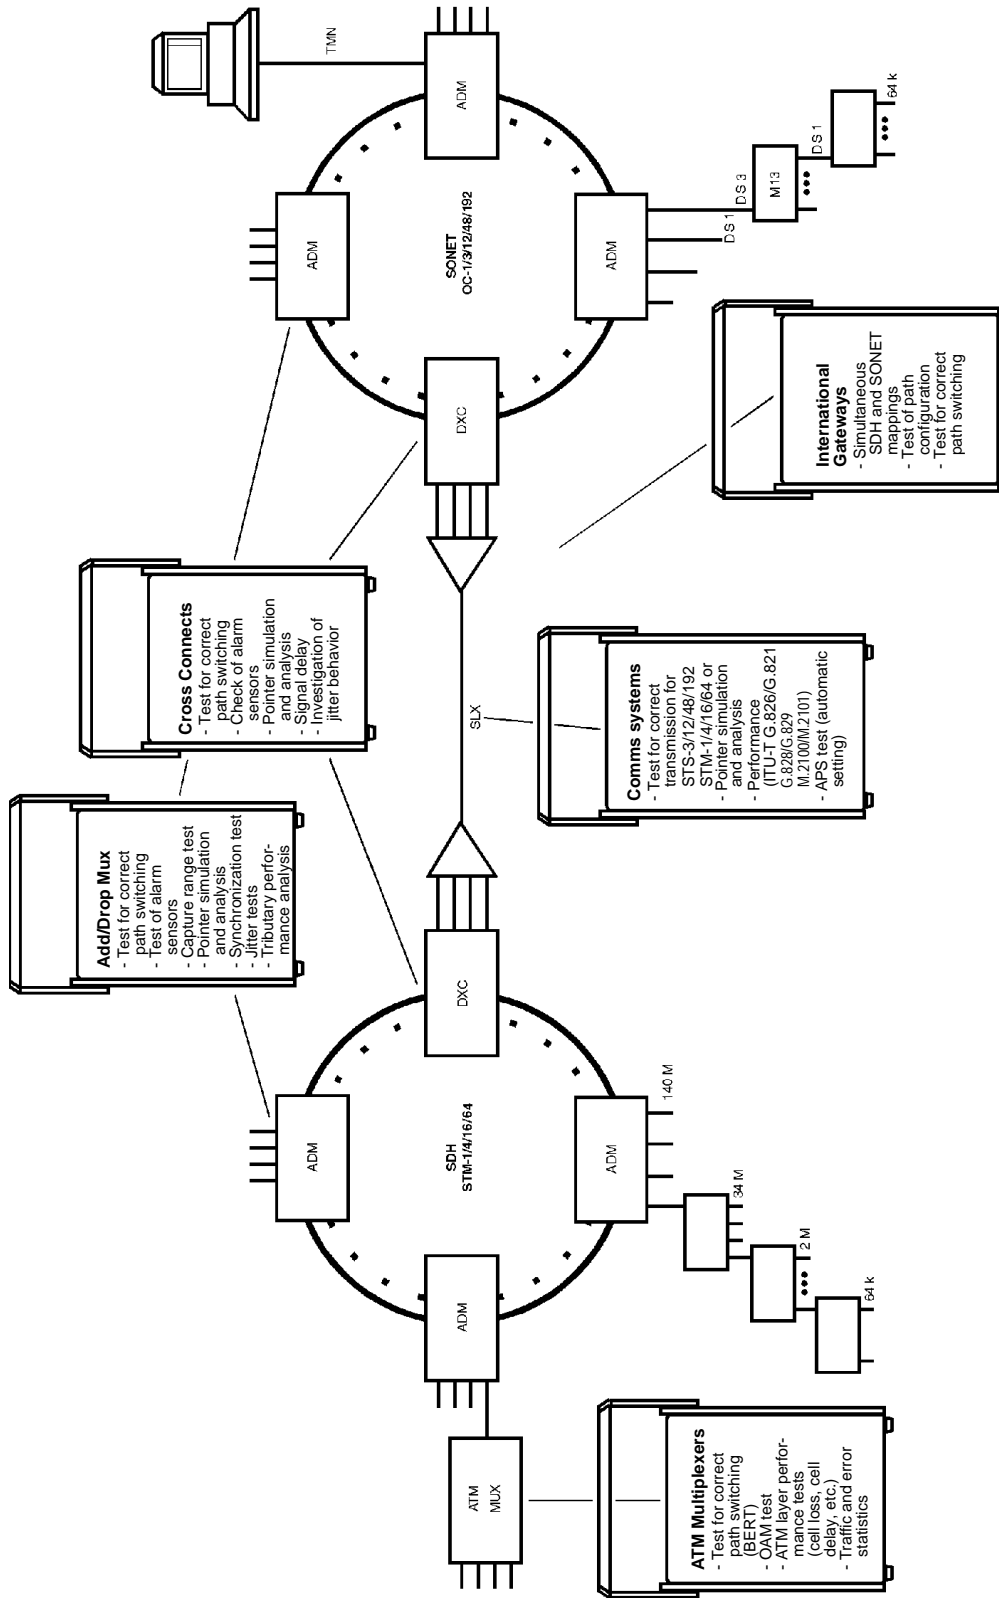 Add/Drop Mux
- Test for correct
path switching
- Test of alarm
sensors
- Capture range test
- Pointer simulation
and analysis
- Synchronization test
- Jitter tests
- Tributary perfor-
mance analysis
Cross Connects
- Test for correct
path switching
- Check of alarm
sensors
- Pointer simulation
and analysis
- Signal delay
- Investigation of
jitter behavior
TMN
ADM
ADM
ADM
ATM
MUX
ADM
SDH
STM-1/4/16/64
DXC
SLX
DXC
SONET
OC-1/3/12/48/192
ADM
ADM
ADM
140 M
34 M
2 M
64 k
DS1
DS3
M13
DS1
64 k
ATM Multiplexers
- Test for correct
path switching
(BERT)
- OAM test
- ATM layer perfor-
mance tests
(cell loss, cell
delay, etc.)
- Traffic and error
statistics
Comms systems
- Test for correct
transmission for
STS-3/12/48/192
STM-1/4/16/64 or
- Pointer simulation
and analysis
- Performance
(ITU-T G.826/G.821
G.828/G.829
M.2100/M.2101)
- APS test (automatic
setting)
International
Gateways
- Simultaneous
SDH and SONET
mappings
- Test of path
configuration
- Test for correct
path switching